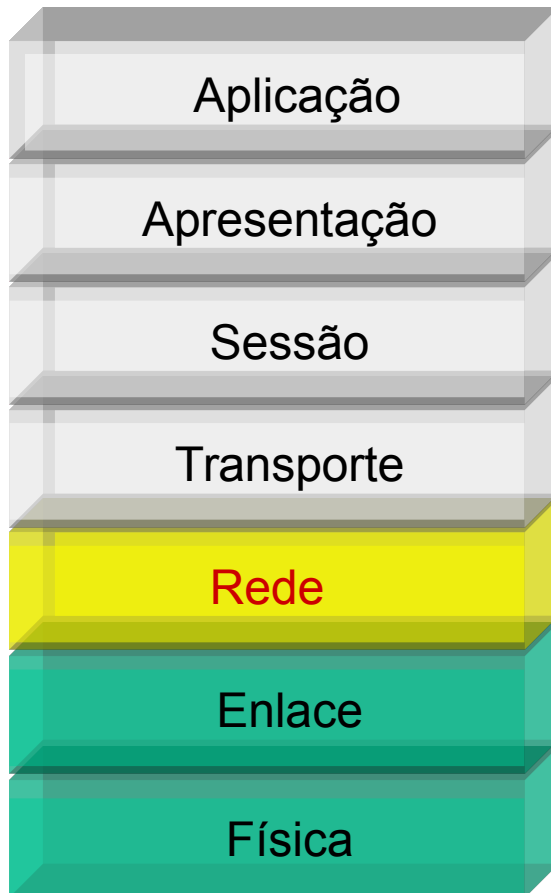 Aplicação
Apresentação
Sessão
Transporte
Rede
Enlace
Física